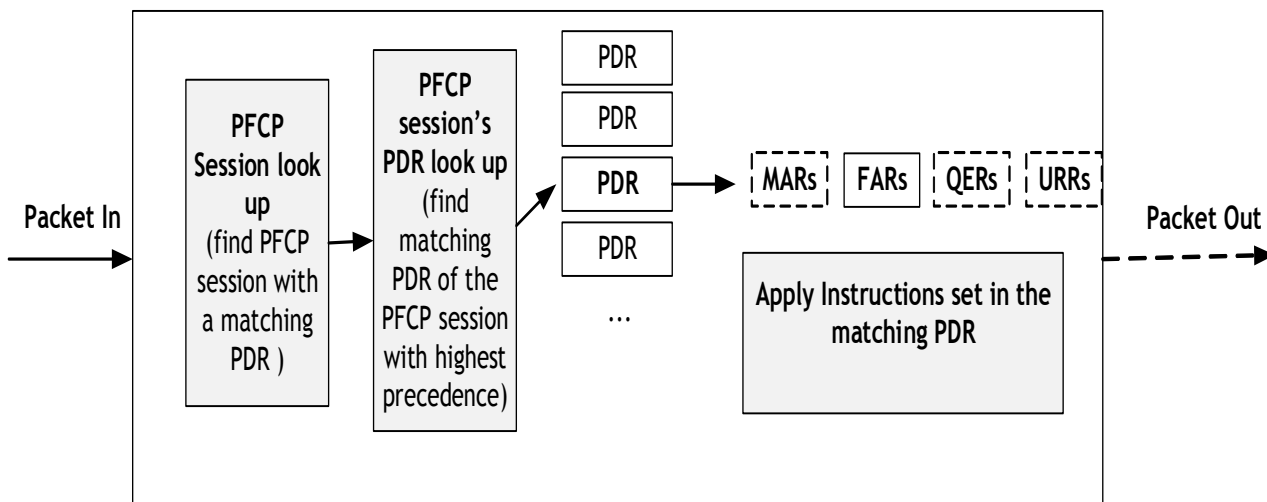 Packet In
PFCP
Session look
up
(find PFCP
session with
a matching
PDR )
PFCP
session's
PDR look up
(find
matching
PDR of the
PFCP session
with highest
precedence)
PDR
PDR
PDR
PDR
...
MARs
FARs
QERs
URRs
Apply Instructions set in the
matching PDR
Packet Out